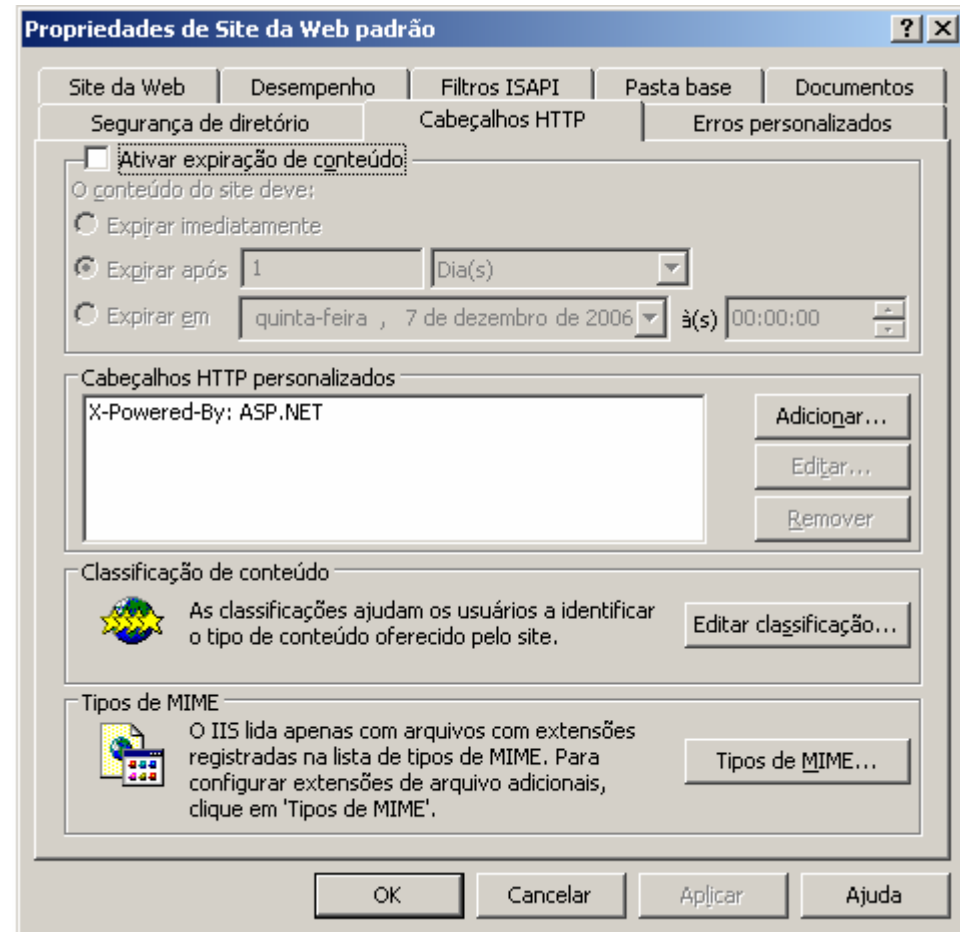 Propriedades de Site da Web padrão
Site da Web
Desempenho
Filtros ISAPI
Pasta base
Documentos
Segurança de diretório
Cabeçalhos HTTP
Erros personalizados
Ativar expiração de conteúdo
O conteúdo do site deve:
Expirar imediatamente
Expirar após 1 Dia(s)
Expirar em quinta-feira , 7 de dezembro de 2006 à(s) 00:00:00
Cabeçalhos HTTP personalizados
X-Powered-By: ASP.NET
Adicionar...
Editar...
Remover
Classificação de conteúdo
As classificações ajudam os usuários a identificar
o tipo de conteúdo oferecido pelo site.
Editar classificação...
Tipos de MIME
O IIS lida apenas com arquivos com extensões
registradas na lista de tipos de MIME. Para
configurar extensões de arquivo adicionais,
clique em 'Tipos de MIME'.
Tipos de MIME...
OK
Cancelar
Aplicar
Ajuda